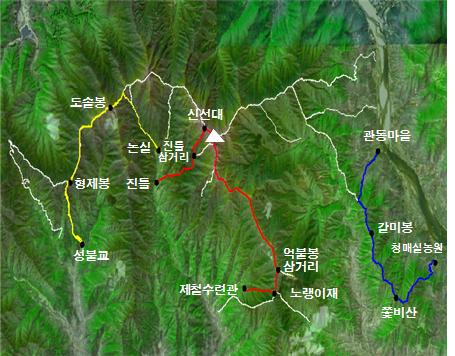 도솔봉
신선대
논실
진틀
삼거리
관동마을
형제봉
진틀
갈미봉
성불교
청매실농원
억불봉
삼거리
제철수련관
노랭이재
쫓비산